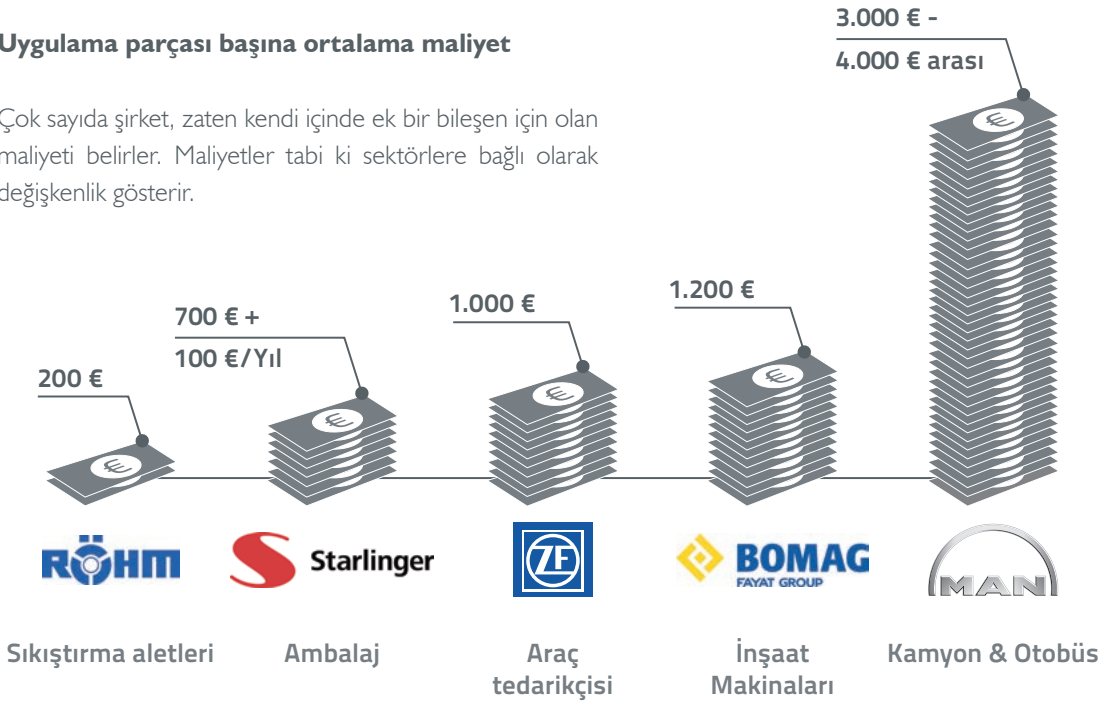 Uygulama parçası başına ortalama maliyet
Çok sayıda şirket, zaten kendi içinde ek bir bileşen için olan
maliyeti belirler. Maliyetler tabi ki sektörlere bağlı olarak
değişkenlik gösterir.
200 €
700 € +
100 €/Yıl
1.000 €
1.200 €
3.000 € -
4.000 € arası
RÖHM
Starlinger
ZF
BOMAG
FAYAT GROUP
MAN
Sıkıştırma aletleri
Ambalaj
Araç
tedarikçisi
İnşaat
Makinaları
Kamyon & Otobüs